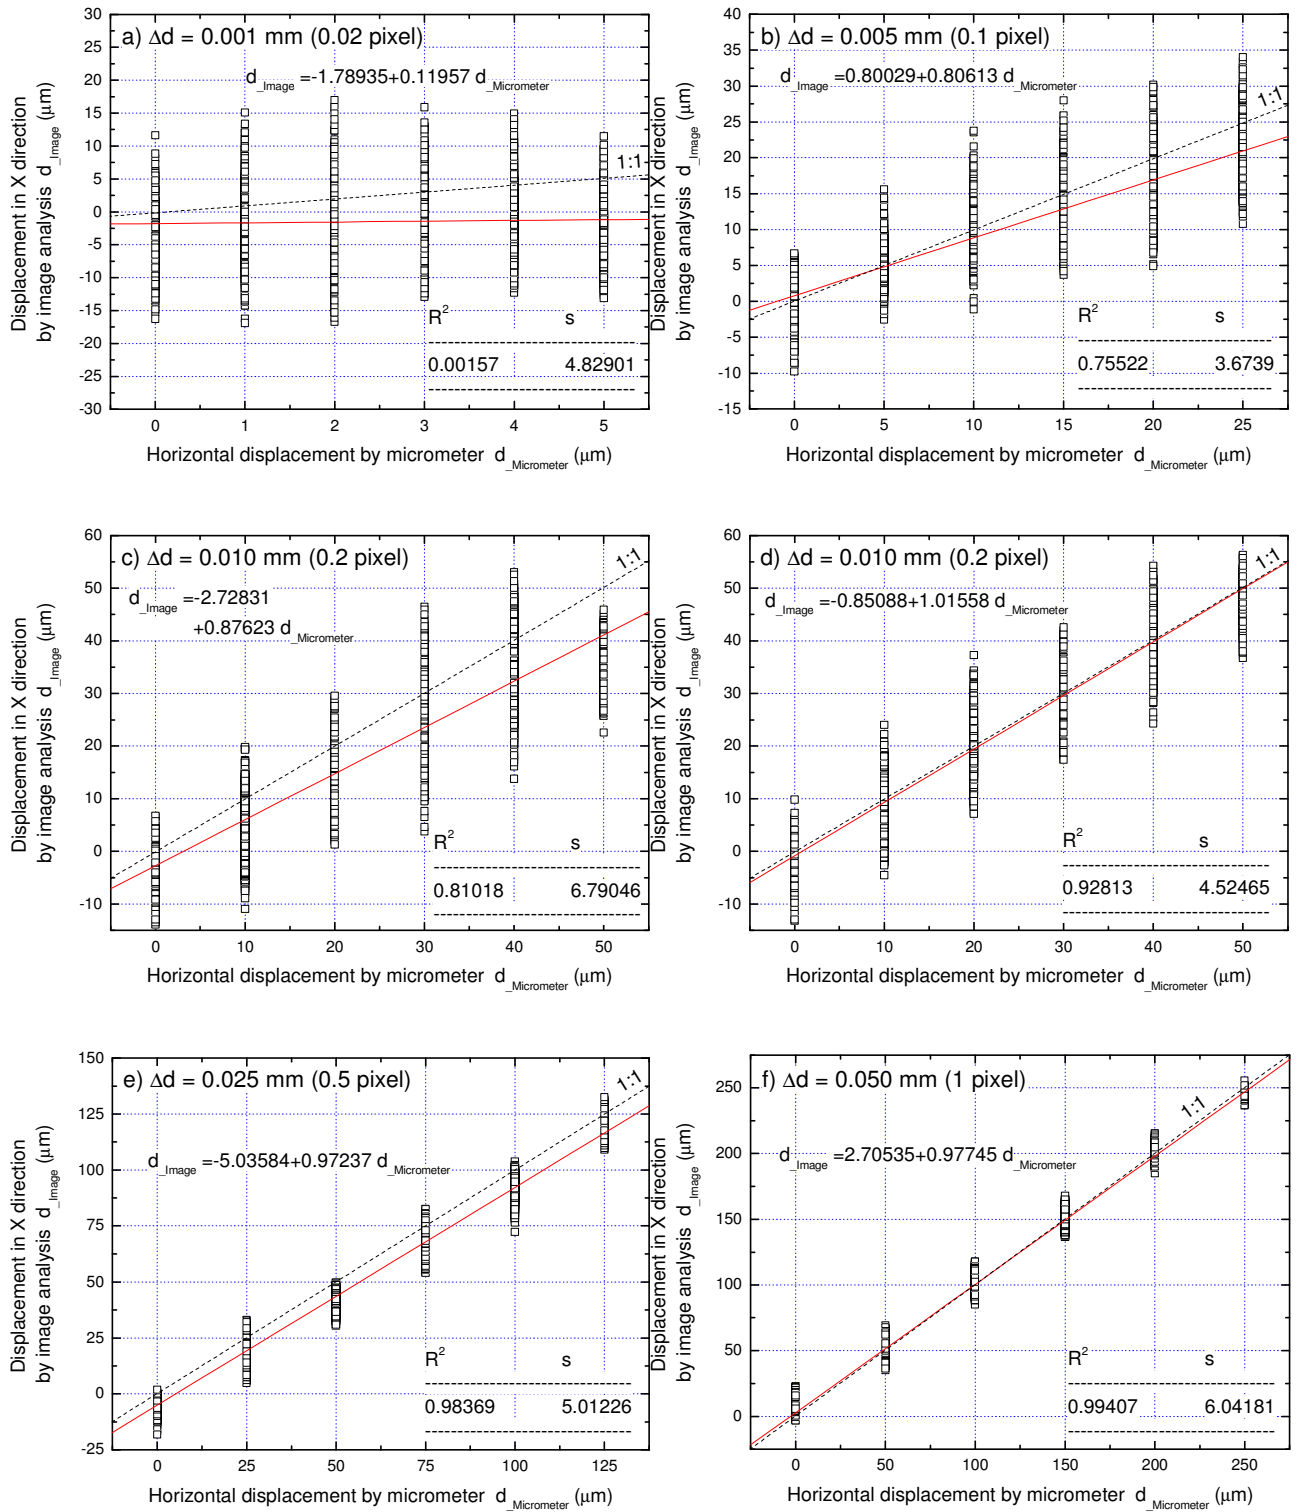 a) Δd = 0.001 mm (0.02 pixel)
d_Image =-1.78935+0.11957 d_Micrometer
1:1
R² s
0.00157 4.82901
30
25
20
15
10
5
0
-5
-10
-15
-20
-25
-30
0 1 2 3 4 5
Displacement in X direction
by image analysis d_Image (μm)
Horizontal displacement by micrometer d_Micrometer (μm)
b) Δd = 0.005 mm (0.1 pixel)
d_Image =0.80029+0.80613 d_Micrometer
1:1
R² s
0.75522 3.6739
40
35
30
25
20
15
10
5
0
-5
-10
-15
0 5 10 15 20 25
Displacement in X direction
by image analysis d_Image (μm)
Horizontal displacement by micrometer d_Micrometer (μm)
c) Δd = 0.010 mm (0.2 pixel)
d_Image =-2.72831
+0.87623 d_Micrometer
1:1
R² s
0.81018 6.79046
60
50
40
30
20
10
0
-10
0 10 20 30 40 50
Displacement in X direction
by image analysis d_Image (μm)
Horizontal displacement by micrometer d_Micrometer (μm)
d) Δd = 0.010 mm (0.2 pixel)
d_Image =-0.85088+1.01558 d_Micrometer
1:1
R² s
0.92813 4.52465
60
50
40
30
20
10
0
-10
0 10 20 30 40 50
Displacement in X direction
by image analysis d_Image (μm)
Horizontal displacement by micrometer d_Micrometer (μm)
e) Δd = 0.025 mm (0.5 pixel)
d_Image =-5.03584+0.97237 d_Micrometer
1:1
R² s
0.98369 5.01226
150
125
100
75
50
25
0
-25
0 25 50 75 100 125
Displacement in X direction
by image analysis d_Image (μm)
Horizontal displacement by micrometer d_Micrometer (μm)
f) Δd = 0.050 mm (1 pixel)
d_Image =2.70535+0.97745 d_Micrometer
1:1
R² s
0.99407 6.04181
250
200
150
100
50
0
0 50 100 150 200 250
Displacement in X direction
by image analysis d_Image (μm)
Horizontal displacement by micrometer d_Micrometer (μm)